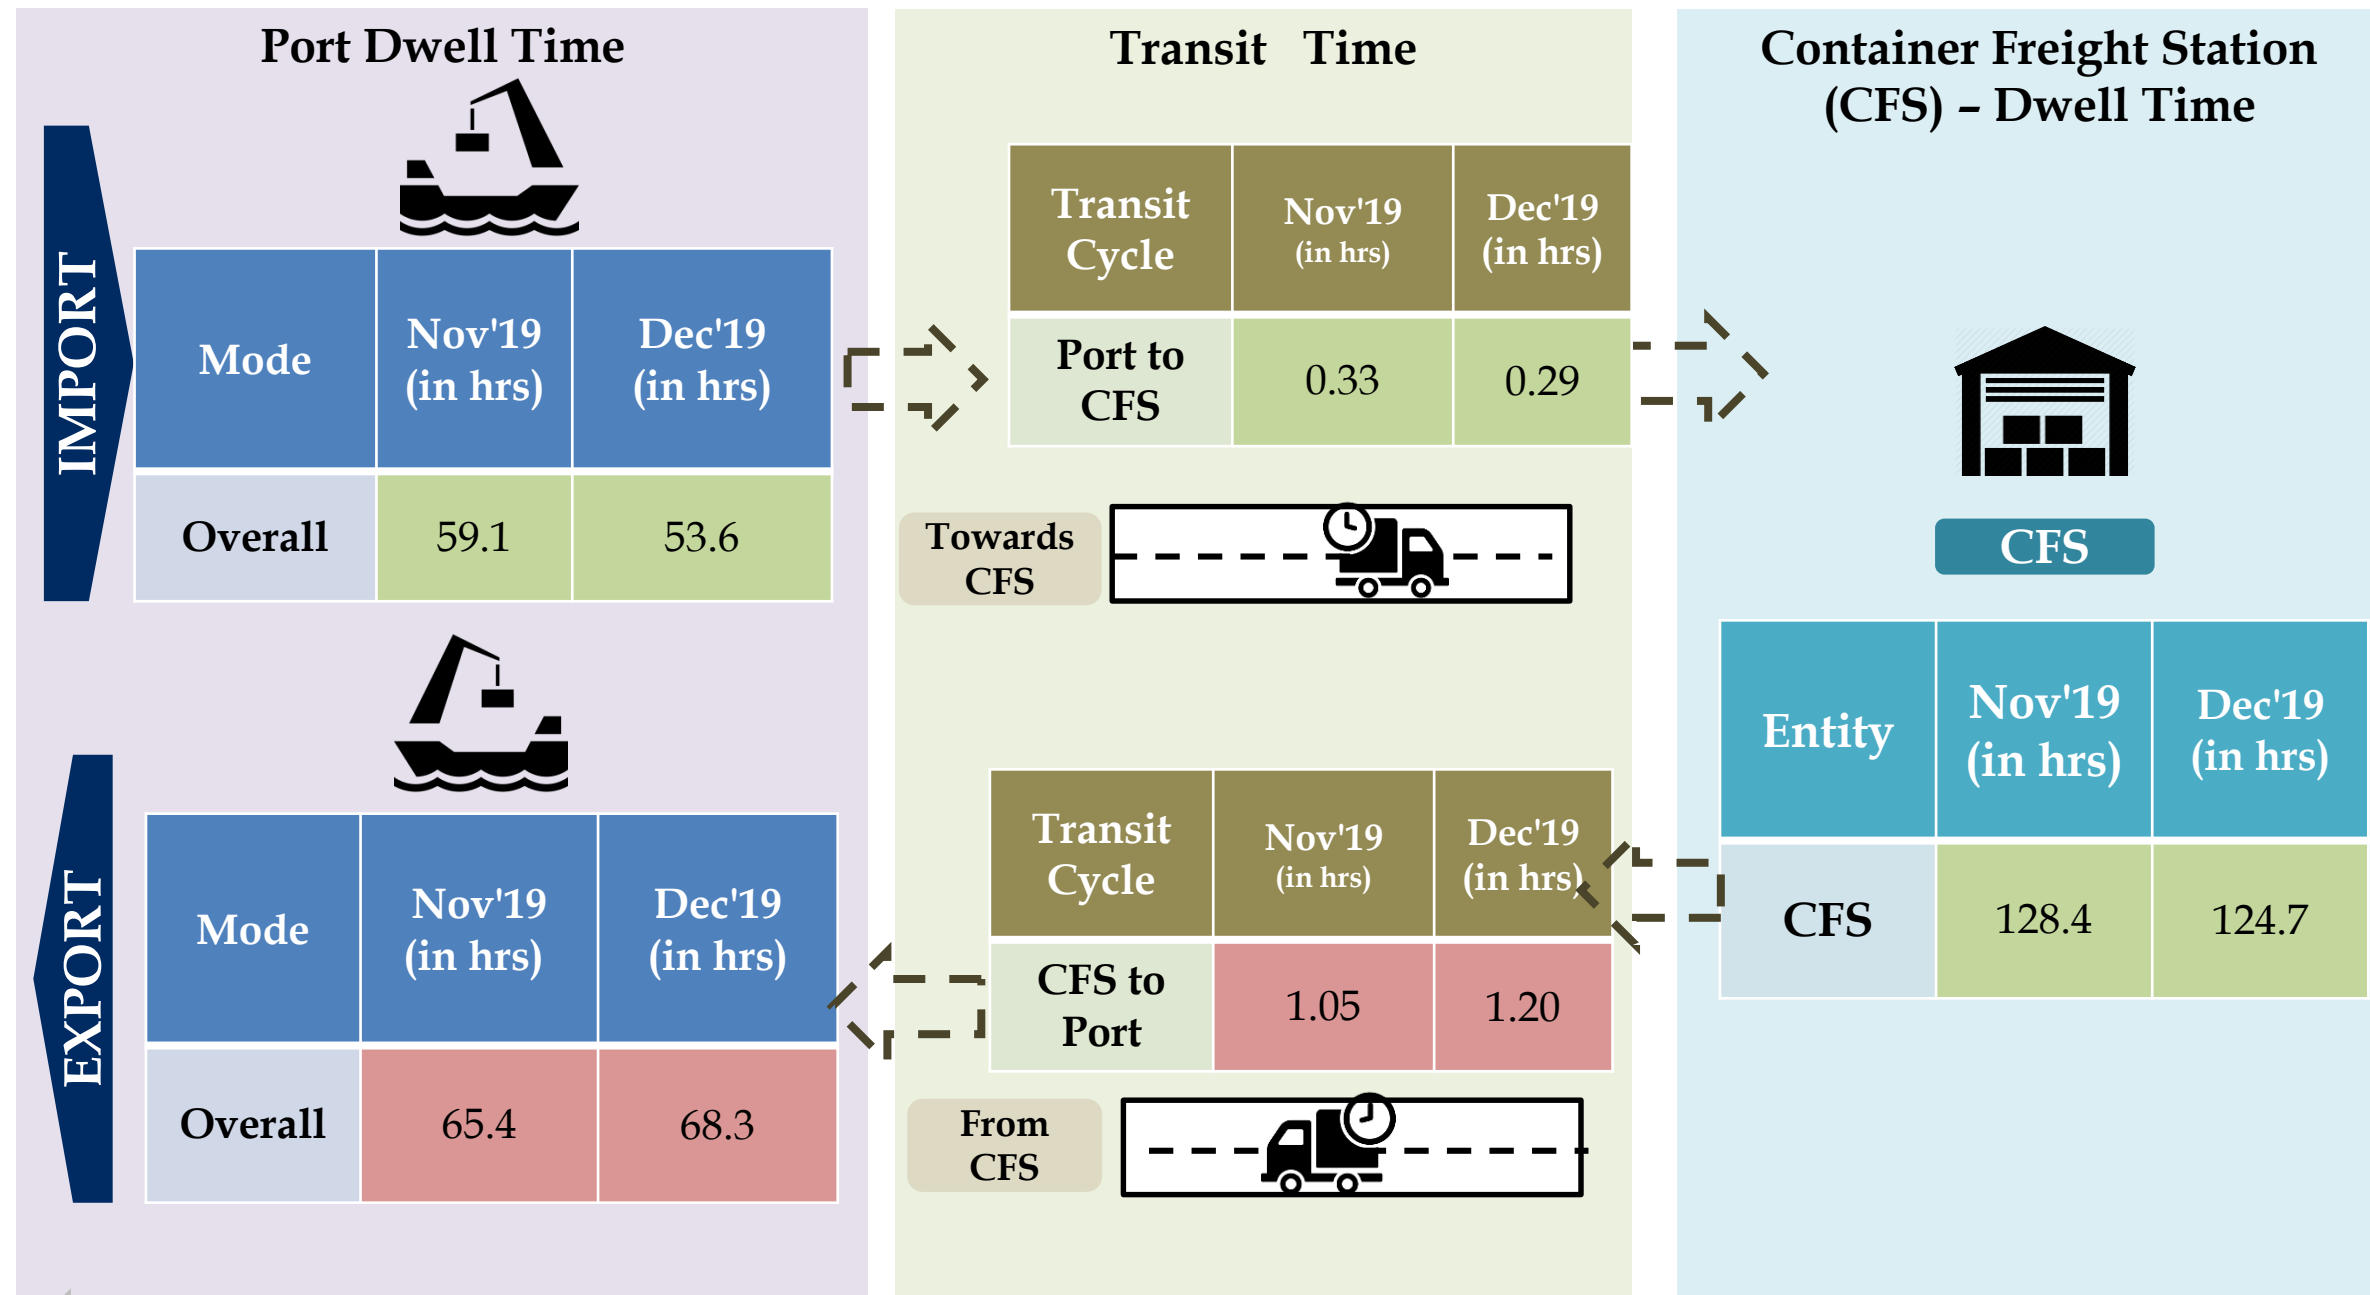 Port Dwell Time
IMPORT
Mode
Nov'19
(in hrs)
Dec'19
(in hrs)
Overall
59.1
53.6
EXPORT
Mode
Nov'19
(in hrs)
Dec'19
(in hrs)
Overall
65.4
68.3
Transit Time
Transit
Cycle
Nov'19
(in hrs)
Dec'19
(in hrs)
Port to
CFS
0.33
0.29
Towards
CFS
Transit
Cycle
Nov'19
(in hrs)
Dec'19
(in hrs)
CFS to
Port
1.05
1.20
From
CFS
Container Freight Station
(CFS) – Dwell Time
CFS
Entity
Nov'19
(in hrs)
Dec'19
(in hrs)
CFS
128.4
124.7